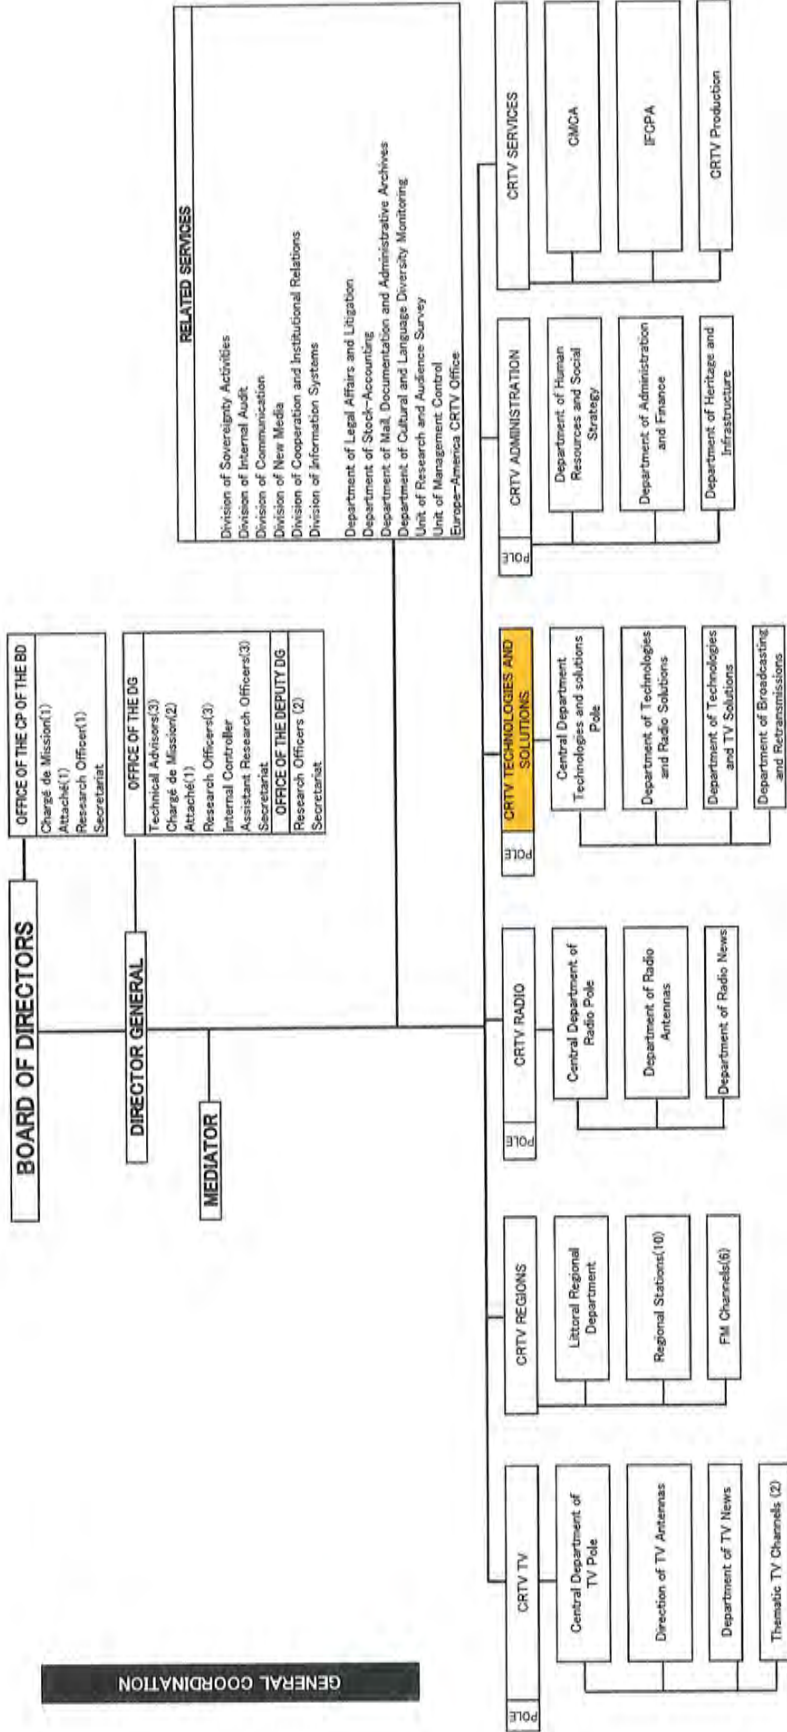 GENERAL COORDINATION
BOARD OF DIRECTORS
OFFICE OF THE CP OF THE BD
Chargé de Mission(1)
Attaché(1)
Research Officer(1)
Secretariat
DIRECTOR GENERAL
OFFICE OF THE DG
Technical Advisors(3)
Chargé de Mission(2)
Attaché(1)
Research Officers(3)
Internal Controller
Assistant Research Officers(3)
Secretariat
OFFICE OF THE DEPUTY DG
Research Officers (2)
Secretariat
MEDIATOR
RELATED SERVICES
Division of Sovereignty Activities
Division of Internal Audit
Division of Communication
Division of New Media
Division of Cooperation and Institutional Relations
Division of Information Systems
Department of Legal Affairs and Litigation
Department of Stock-Accounting
Department of Mail, Documentation and Administrative Archives
Department of Cultural and Language Diversity Monitoring
Unit of Research and Audience Survey
Unit of Management Control
Europe-America CRTV Office
POLE
CRTV TV
Central Department of
TV Pole
Direction of TV Antennas
Department of TV News
Thematic TV Channels (2)
CRTV REGIONS
Littoral Regional
Department
Regional Stations(10)
FM Channels(6)
POLE
CRTV RADIO
Central Department of
Radio Pole
Department of Radio
Antennas
Department of Radio News
POLE
CRTV TECHNOLOGIES AND
SOLUTIONS
Central Department
Technologies and solutions
Pole
Department of Technologies
and Radio Solutions
Department of Technologies
and TV Solutions
Department of Broadcasting
and Retransmissions
POLE
CRTV ADMINISTRATION
Department of Human
Resources and Social
Strategy
Department of Administration
and Finance
Department of Heritage and
Infrastructure
CRTV SERVICES
CMCA
IFCPA
CRTV Production